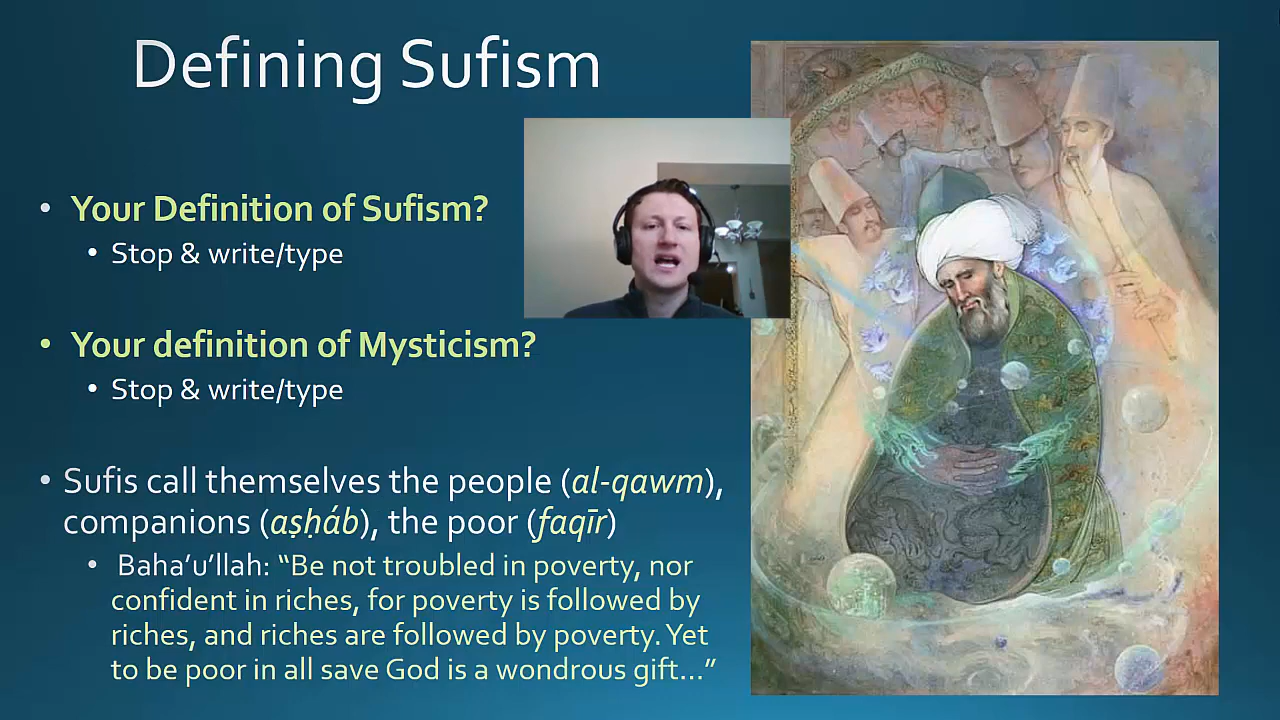 Defining Sufism
• Your Definition of Sufism?
• Stop & write/type
• Your definition of Mysticism?
• Stop & write/type
• Sufis call themselves the people (al-qawm),
companions (aṣḥáb), the poor (faqīr)
• Baha’u’llah: “Be not troubled in poverty, nor
confident in riches, for poverty is followed by
riches, and riches are followed by poverty. Yet
to be poor in all save God is a wondrous gift…”